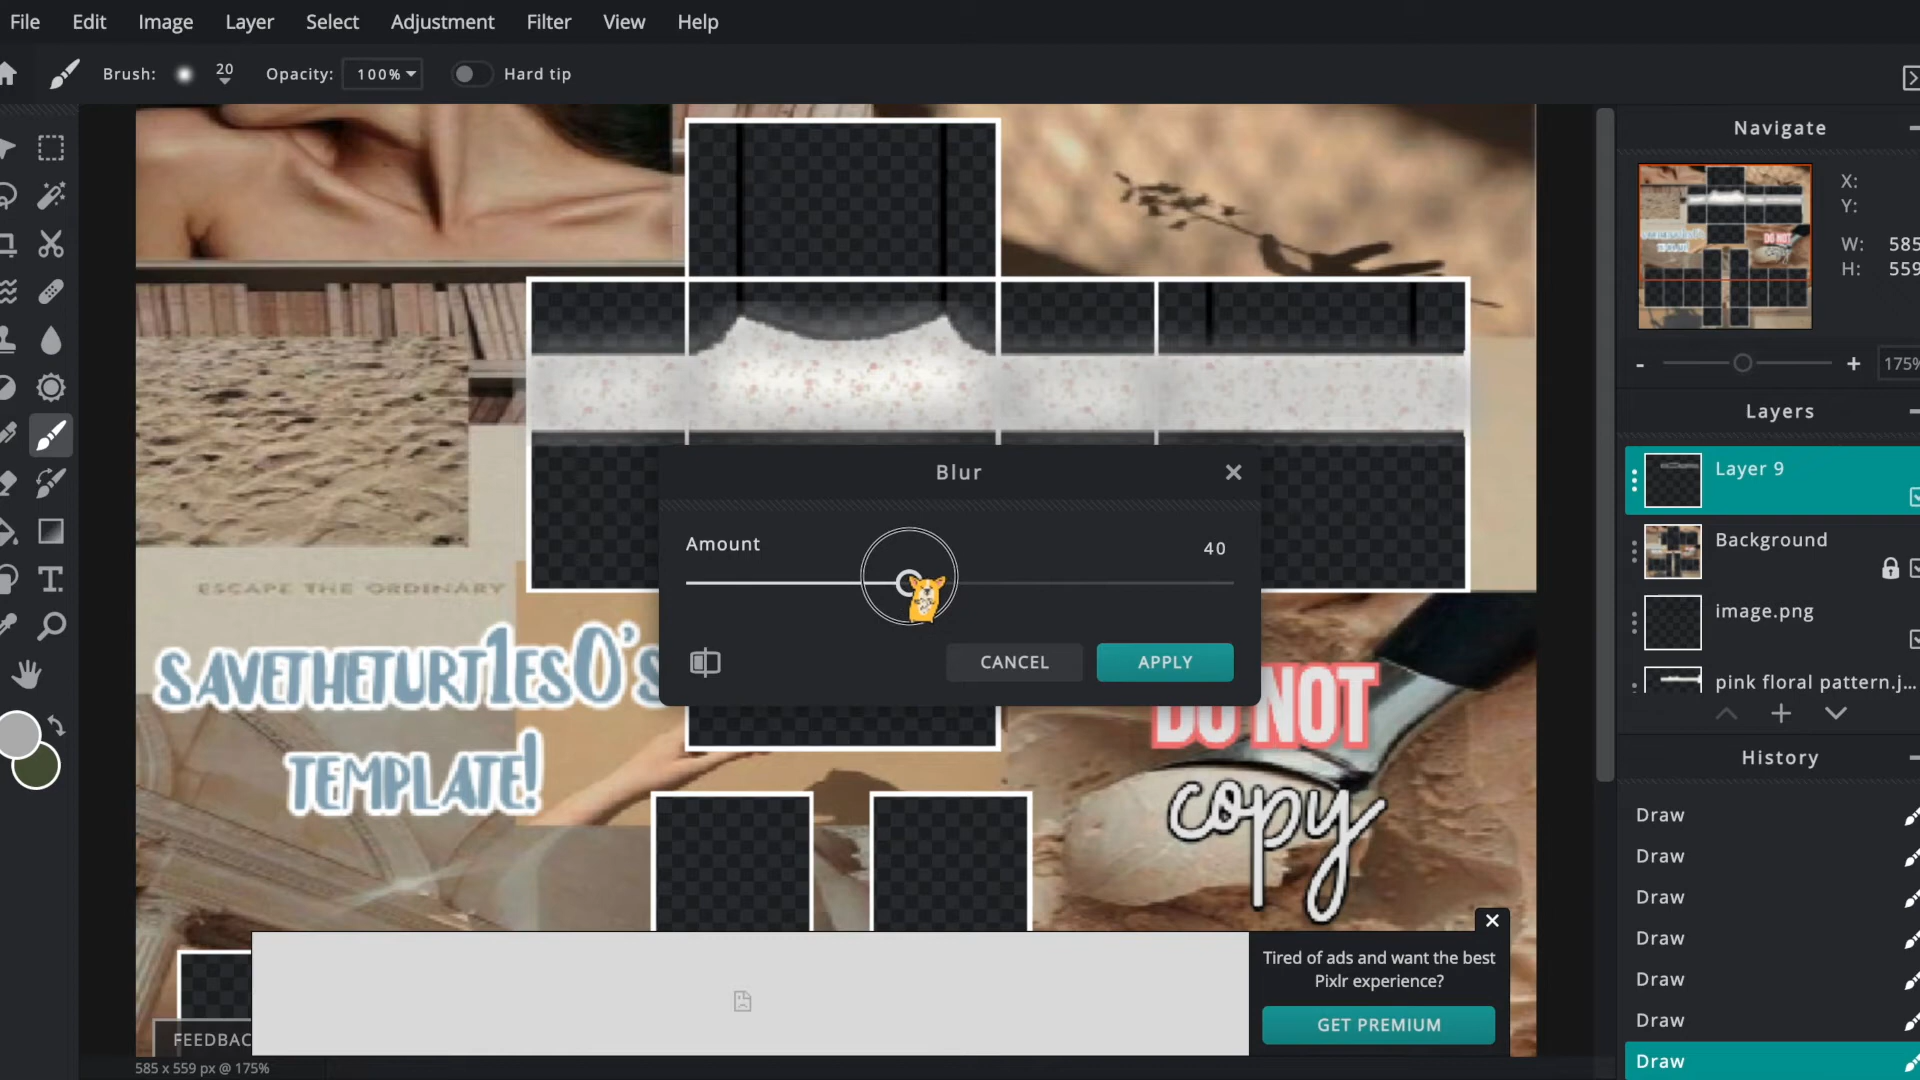 File Edit Image Layer Select Adjustment Filter View Help
Brush: 20 Opacity: 100% Hard tip
Navigate
X:
Y:
W: 585
H: 559
- + 175%
Layers
Layer 9
Background
image.png
pink floral pattern.j...
History
Draw
Draw
Draw
Draw
Draw
Draw
Draw
Blur
Amount 40
CANCEL APPLY
ESCAPE THE ORDINARY
SAVETHETURT1ES0'S
TEMPLATE!
DO NOT
copy
Tired of ads and want the best
Pixlr experience?
GET PREMIUM
FEEDBAC
585 x 559 px @ 175%